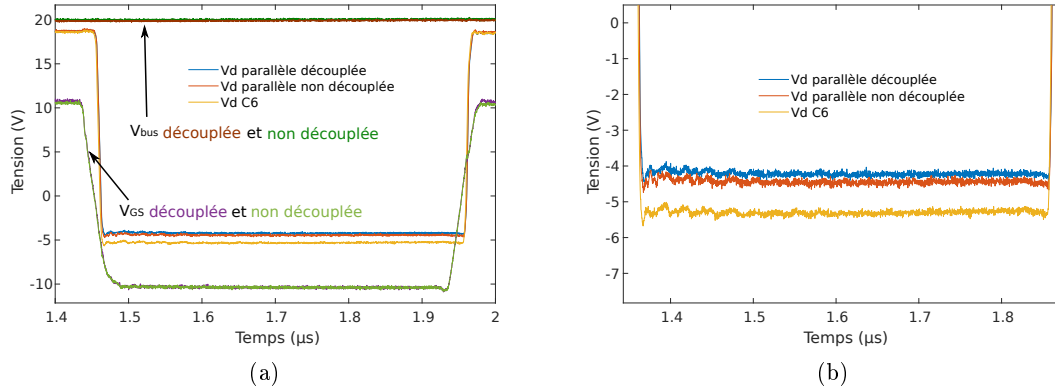 20
15
10
5
0
-5
-10
Tension (V)
Vd parallèle découplée
Vd parallèle non découplée
Vd C6
Vbus découplée et non découplée
VGS découplée et non découplée
1.4 1.5 1.6 1.7 1.8 1.9 2
Temps (µs)
(a)
0
-1
-2
-3
-4
-5
-6
-7
Tension (V)
Vd parallèle découplée
Vd parallèle non découplée
Vd C6
1.4 1.5 1.6 1.7 1.8
Temps (µs)
(b)